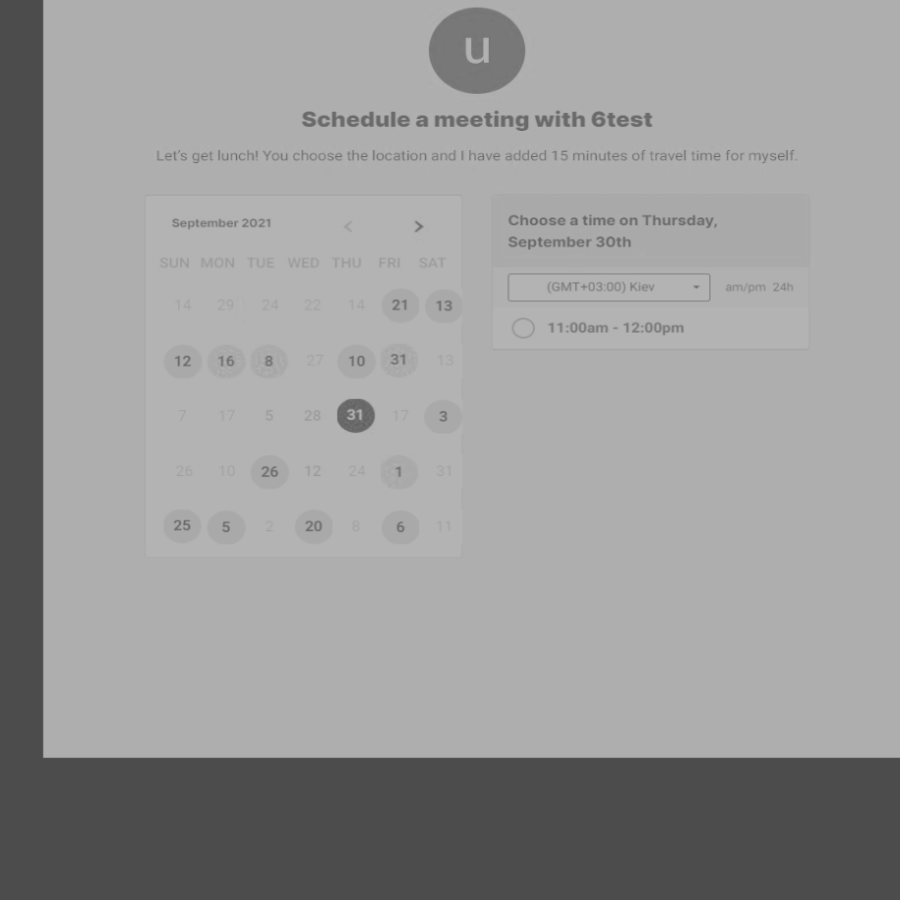 u
Schedule a meeting with 6test
Let's get lunch! You choose the location and I have added 15 minutes of travel time for myself.
September 2021 < >
SUN MON TUE WED THU FRI SAT
14 29 24 22 14 21 13
12 16 8 27 10 31 13
7 17 5 28 31 17 3
26 10 26 12 24 1 31
25 5 2 20 8 6 11
Choose a time on Thursday,
September 30th
(GMT+03:00) Kiev am/pm 24h
11:00am - 12:00pm